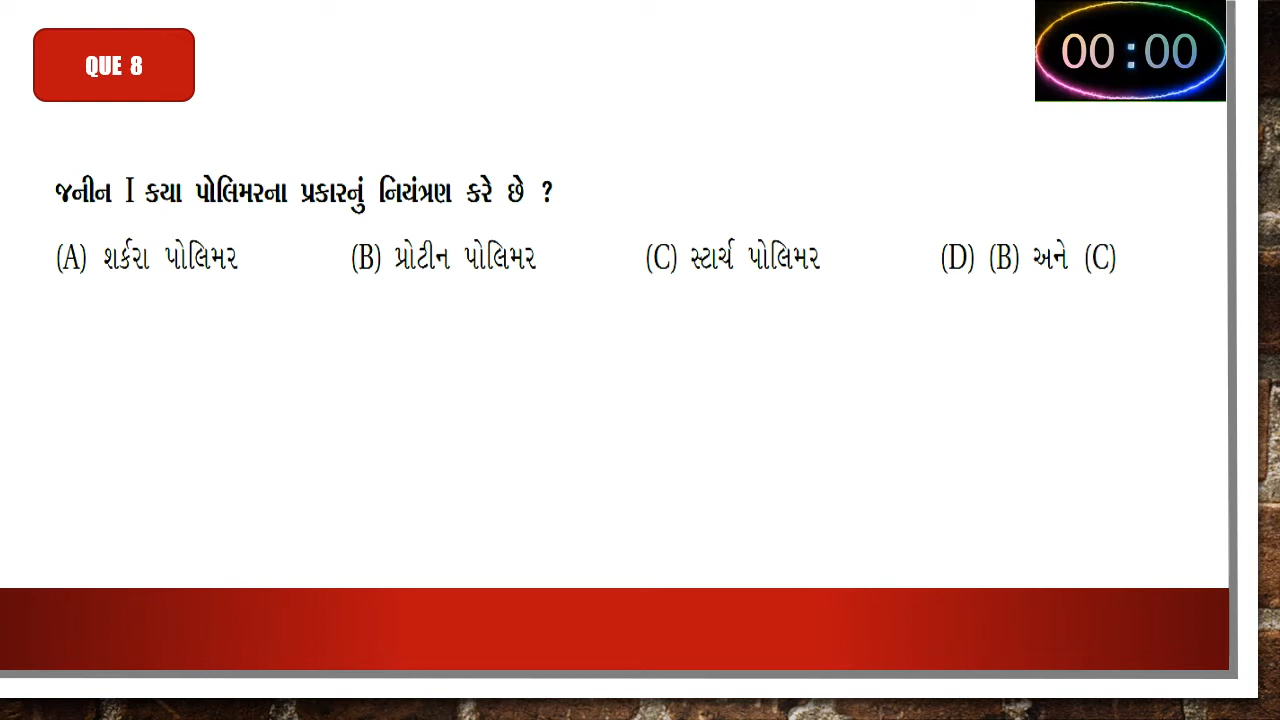 QUE 8
00:00
જનીન I કયા પોલિમરના પ્રકારનું નિયંત્રણ કરે છે ?
(A) શર્કરા પોલિમર (B) પ્રોટીન પોલિમર (C) સ્ટાર્ચ પોલિમર (D) (B) અને (C)